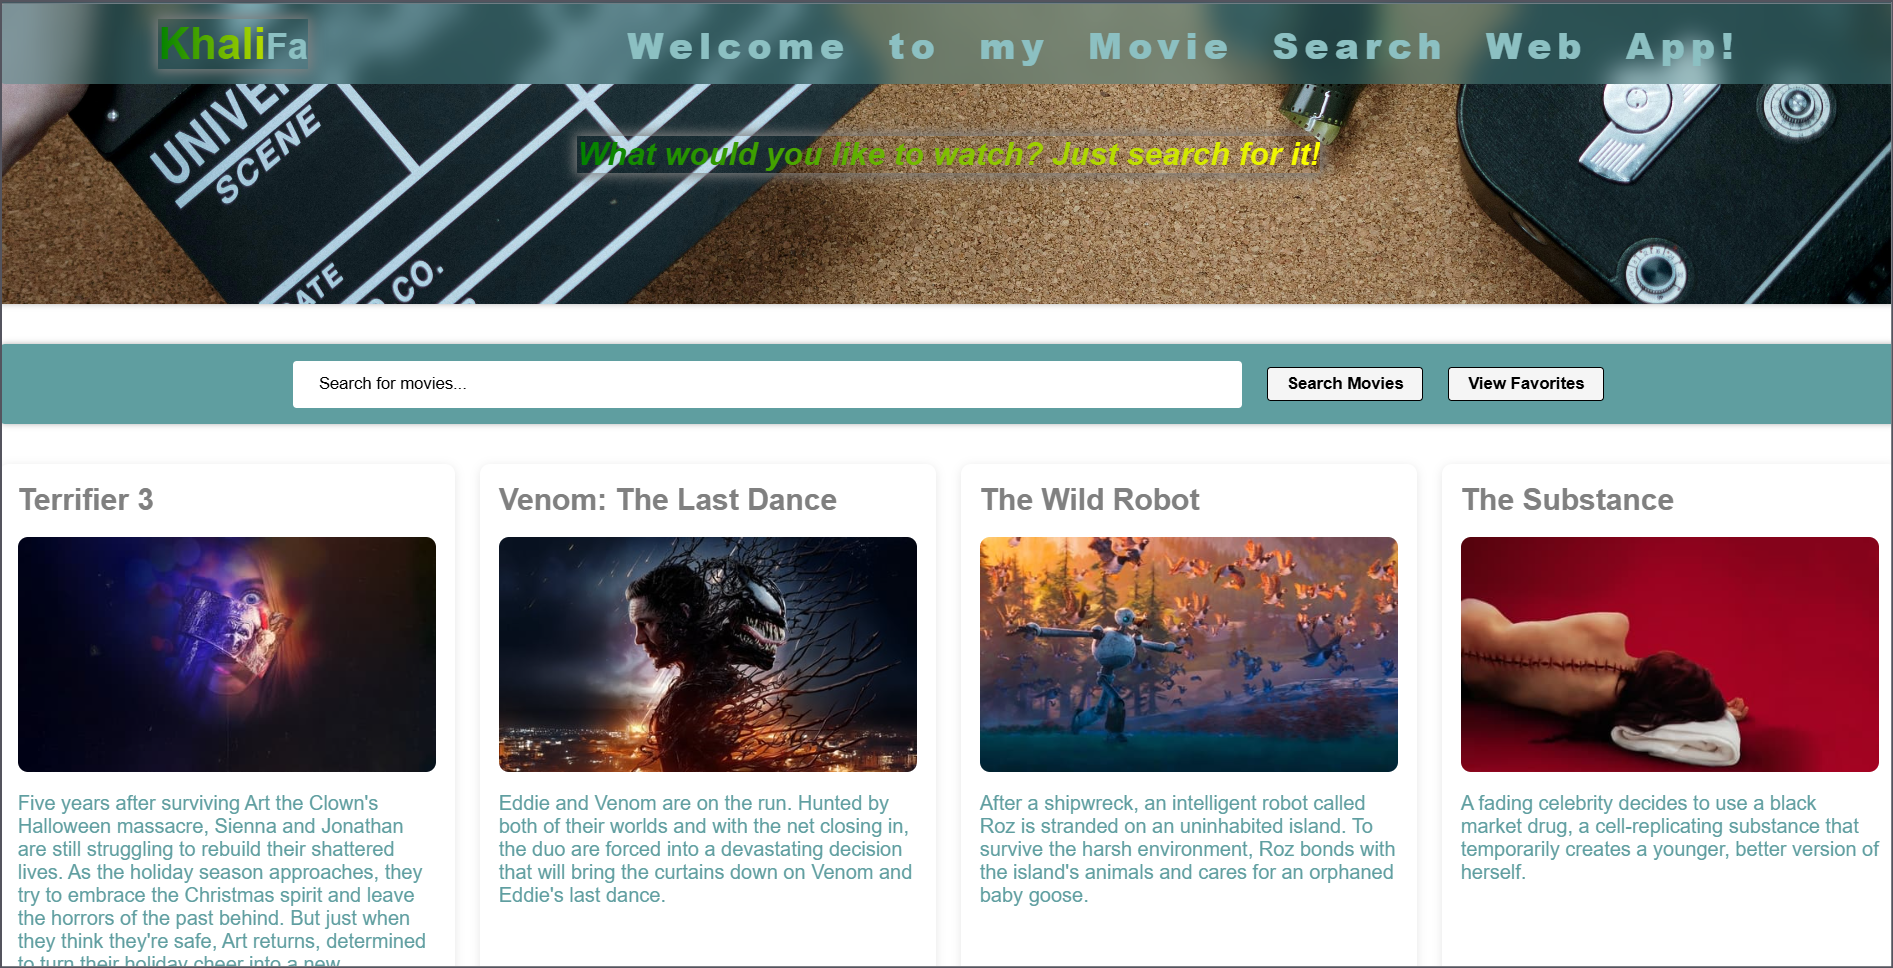 KhaliFa
Welcome to my Movie Search Web App!
SCENE
What would you like to watch? Just search for it!
CO.
Search for movies...
Search Movies
View Favorites
Terrifier 3
Five years after surviving Art the Clown's
Halloween massacre, Sienna and Jonathan
are still struggling to rebuild their shattered
lives. As the holiday season approaches, they
try to embrace the Christmas spirit and leave
the horrors of the past behind. But just when
they think they're safe, Art returns, determined
to turn their holiday cheer into a new
Venom: The Last Dance
Eddie and Venom are on the run. Hunted by
both of their worlds and with the net closing in,
the duo are forced into a devastating decision
that will bring the curtains down on Venom and
Eddie's last dance.
The Wild Robot
After a shipwreck, an intelligent robot called
Roz is stranded on an uninhabited island. To
survive the harsh environment, Roz bonds with
the island's animals and cares for an orphaned
baby goose.
The Substance
A fading celebrity decides to use a black
market drug, a cell-replicating substance that
temporarily creates a younger, better version of
herself.